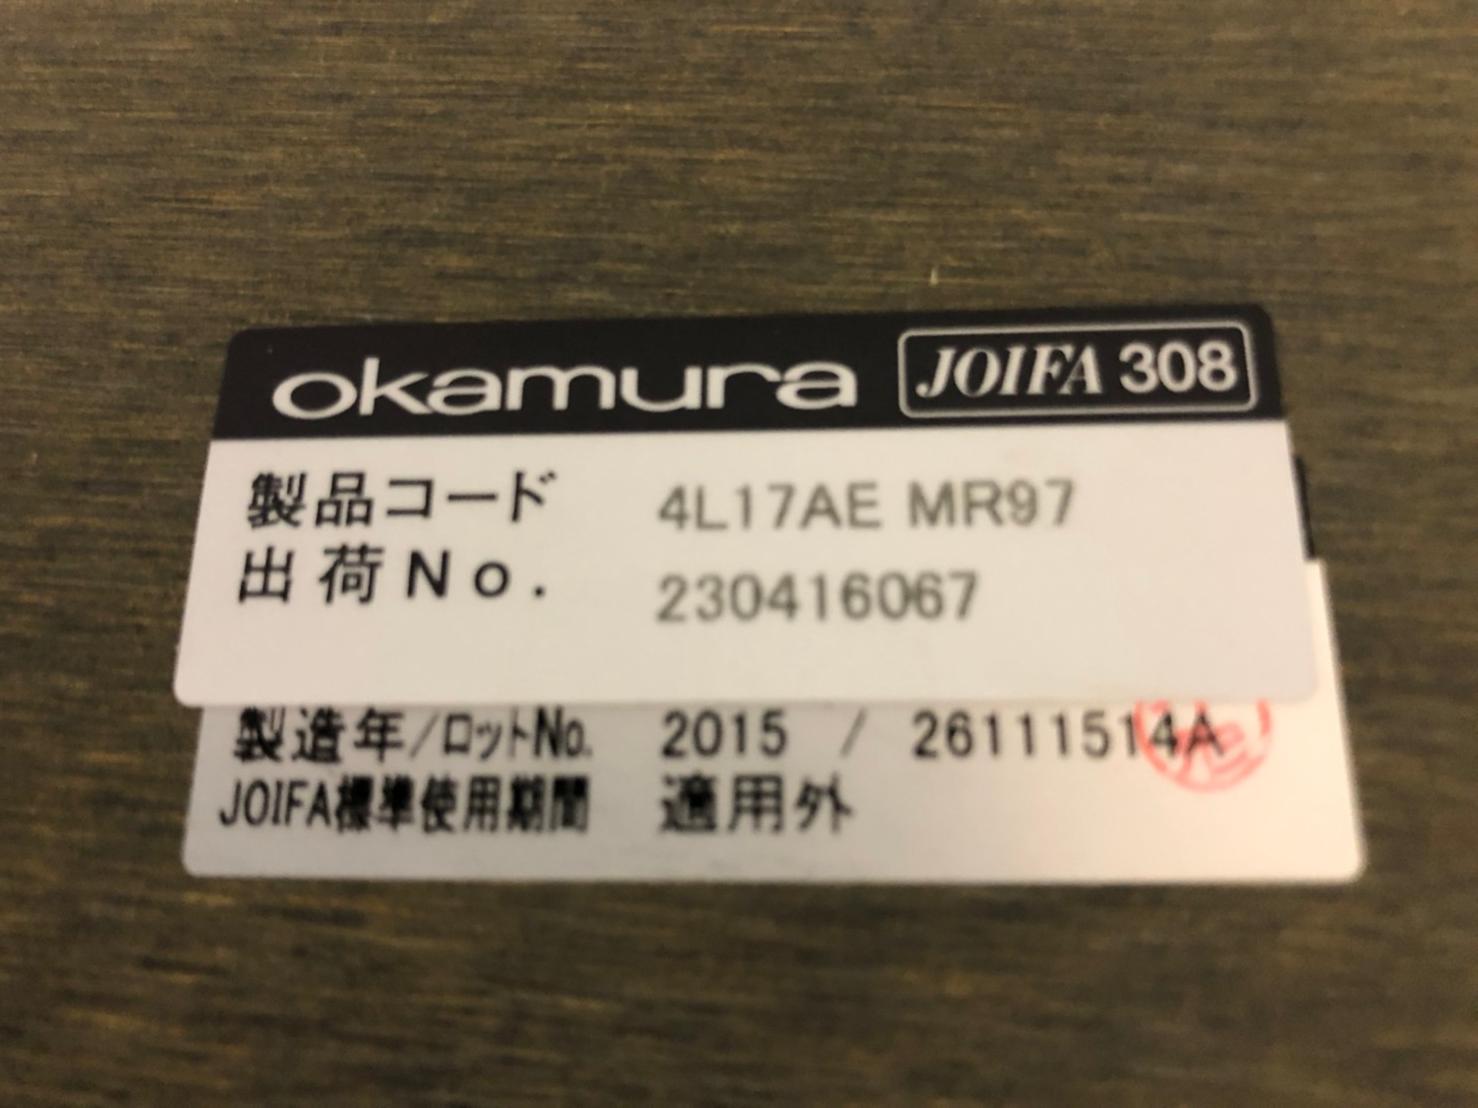 okamura JOIFA 308
製品コード 4L17AE MR97
出荷No. 230416067
製造年/ロットNo. 2015 / 26111514A
JOIFA標準使用期間 適用外